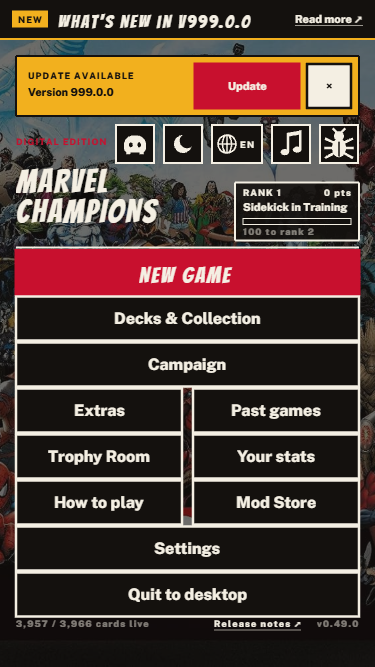 NEW WHAT'S NEW IN V999.0.0 Read more ↗
UPDATE AVAILABLE
Version 999.0.0
Update
×
DIGITAL EDITION
EN
MARVEL
CHAMPIONS
RANK 1 0 pts
Sidekick in Training
100 to rank 2
NEW GAME
Decks & Collection
Campaign
Extras
Past games
Trophy Room
Your stats
How to play
Mod Store
Settings
Quit to desktop
3,957 / 3,966 cards live Release notes ↗ v0.49.0